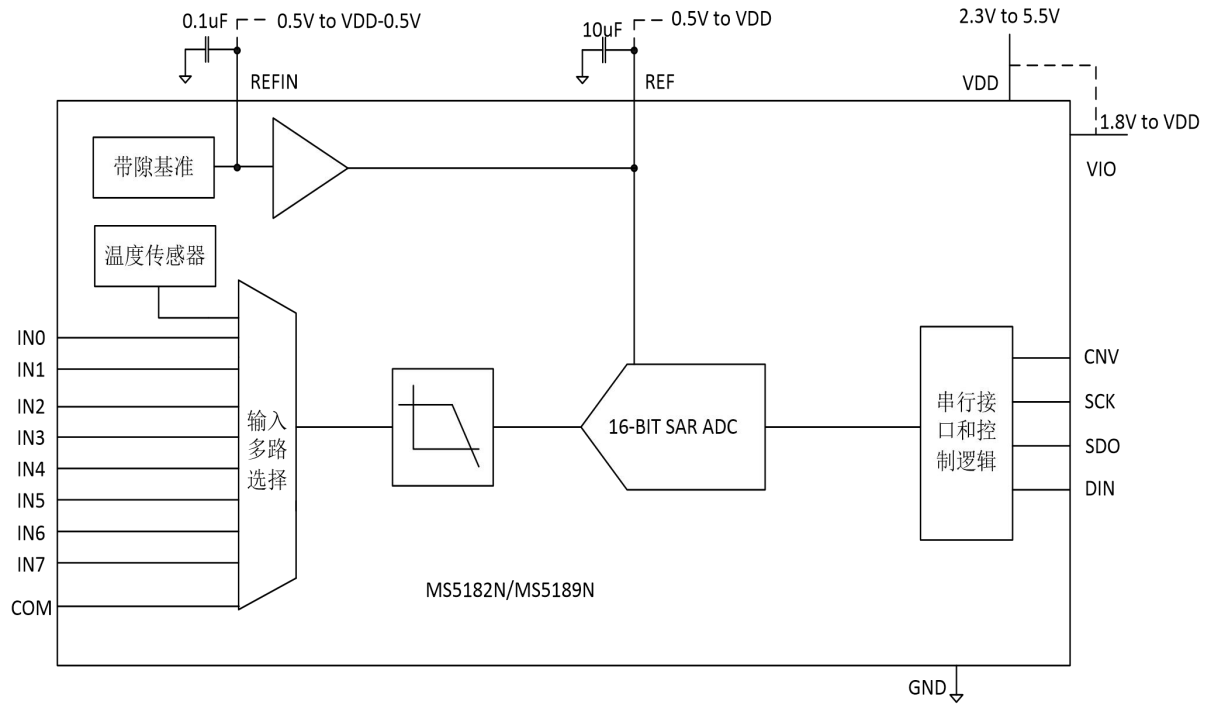 0.1uF
0.5V to VDD-0.5V
10uF
0.5V to VDD
2.3V to 5.5V
REFIN
REF
VDD
1.8V to VDD
VIO
带隙基准
温度传感器
IN0
IN1
IN2
IN3
IN4
IN5
IN6
IN7
COM
输入
多路
选择
16-BIT SAR ADC
串行接
口和控
制逻辑
CNV
SCK
SDO
DIN
MS5182N/MS5189N
GND